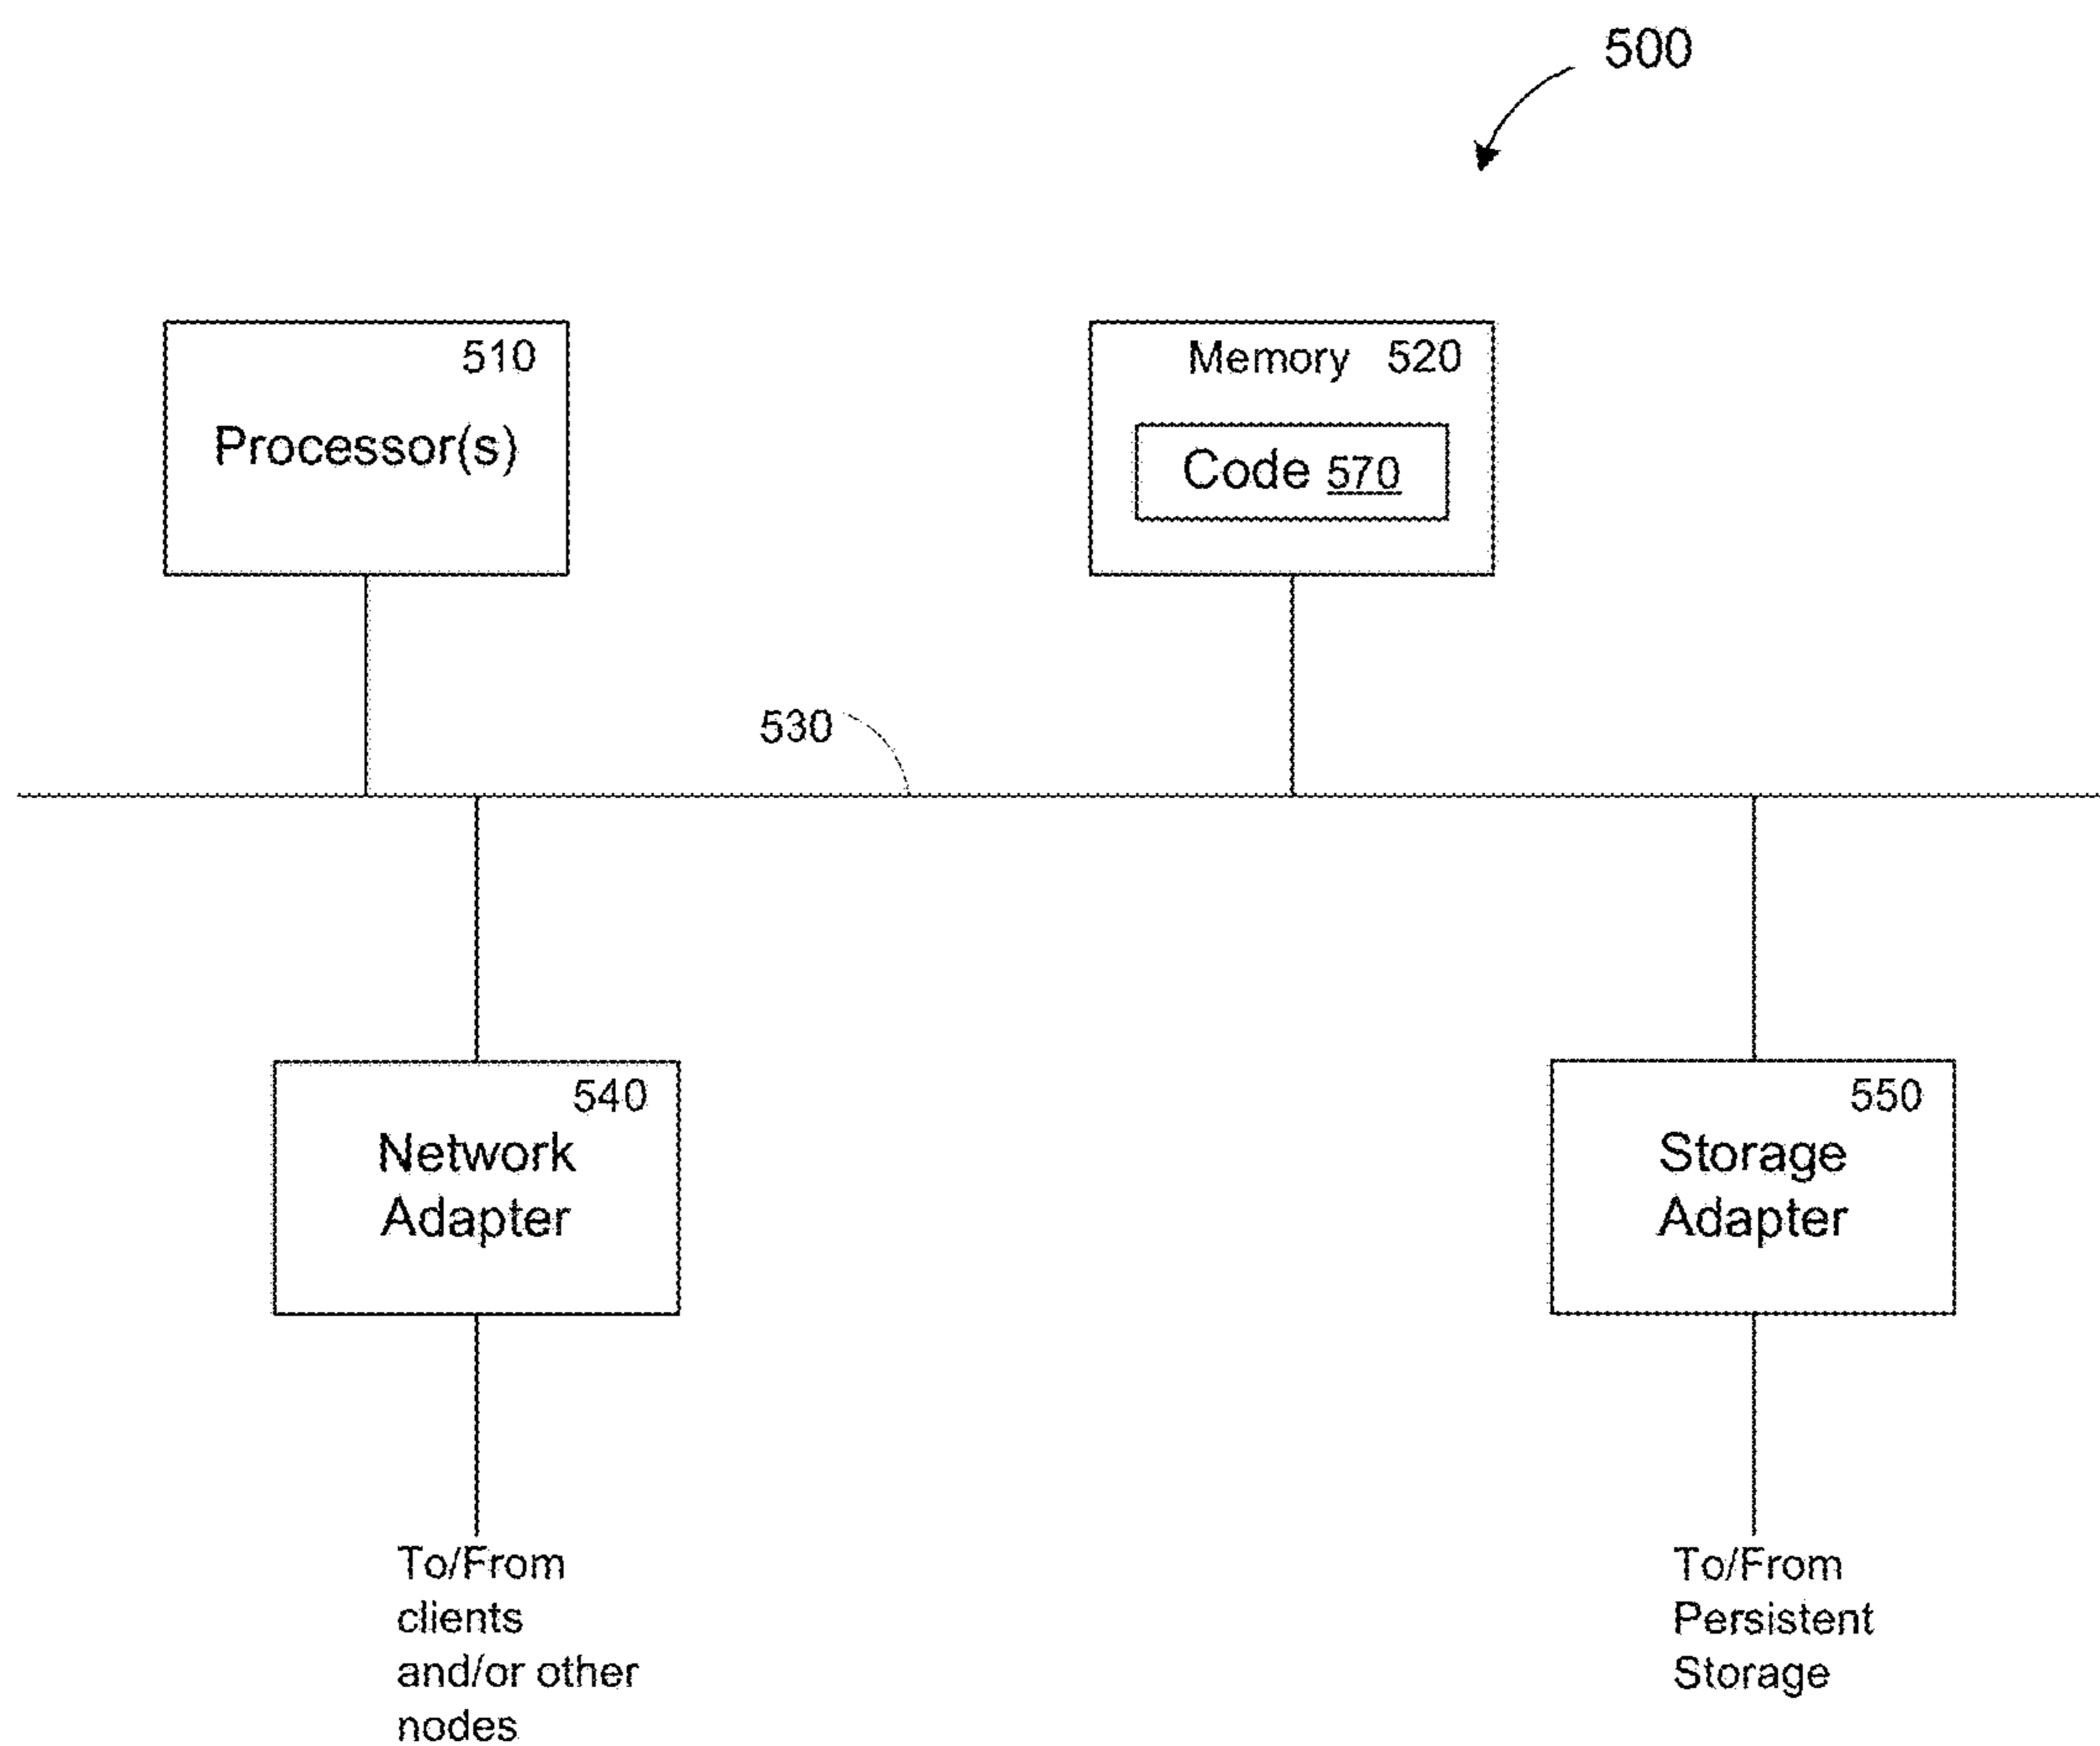 500
510
Processor(s)
Memory 520
Code 570
530
540
Network
Adapter
550
Storage
Adapter
To/From
clients
and/or other
nodes
To/From
Persistent
Storage